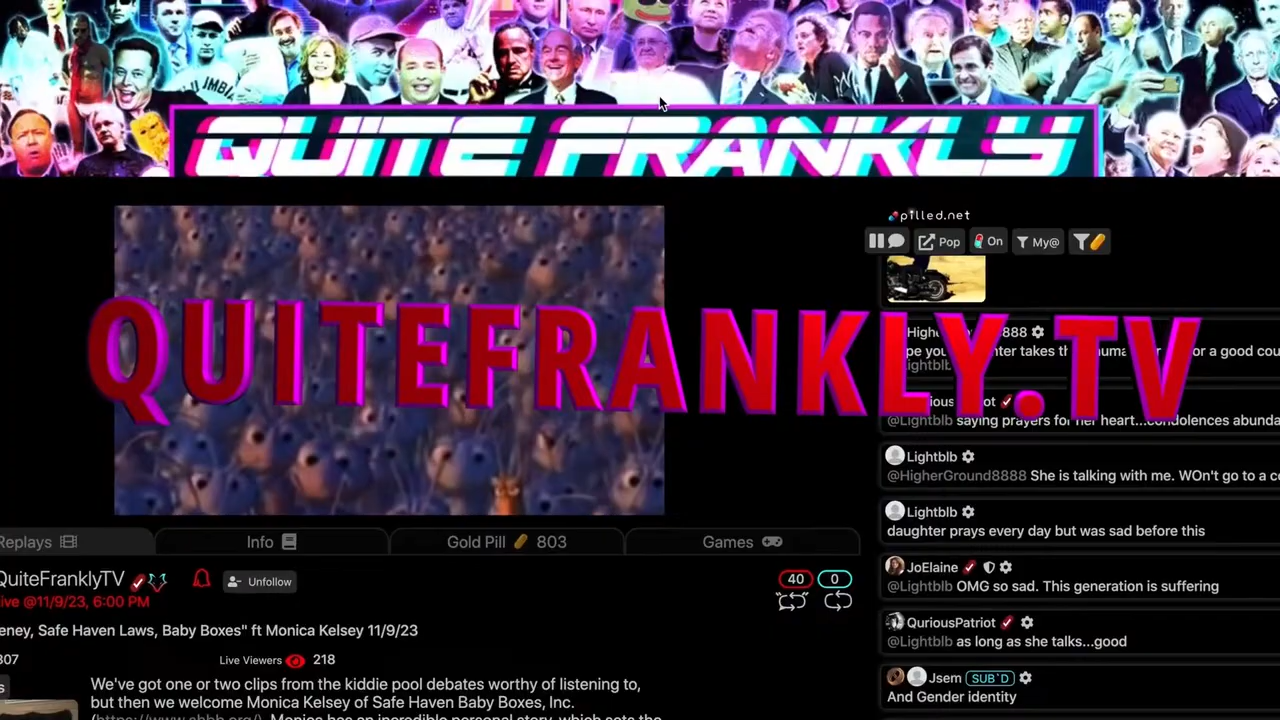 QUITE FRANKLY
pilled.net
Pop
On
My@
QUITEFRANKLY.TV
888
or a good cou
@Lightblb saying prayers for her heart...condolences abunda
Lightblb
@HigherGround8888 She is talking with me. WOn't go to a co
Lightblb
daughter prays every day but was sad before this
JoElaine
@Lightblb OMG so sad. This generation is suffering
QuriousPatriot
@Lightblb as long as she talks...good
Jsem SUB'D
And Gender identity
Replays
Info
Gold Pill 803
Games
QuiteFranklyTV
Unfollow
40 0
ive @11/9/23, 6:00 PM
eney, Safe Haven Laws, Baby Boxes" ft Monica Kelsey 11/9/23
307
Live Viewers 218
We've got one or two clips from the kiddie pool debates worthy of listening to,
but then we welcome Monica Kelsey of Safe Haven Baby Boxes, Inc.